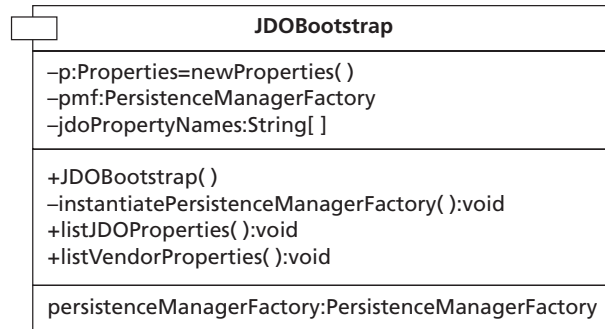 JDOBootstrap
–p:Properties=newProperties( )
–pmf:PersistenceManagerFactory
–jdoPropertyNames:String[ ]
+JDOBootstrap( )
–instantiatePersistenceManagerFactory( ):void
+listJDOProperties( ):void
+listVendorProperties( ):void
persistenceManagerFactory:PersistenceManagerFactory